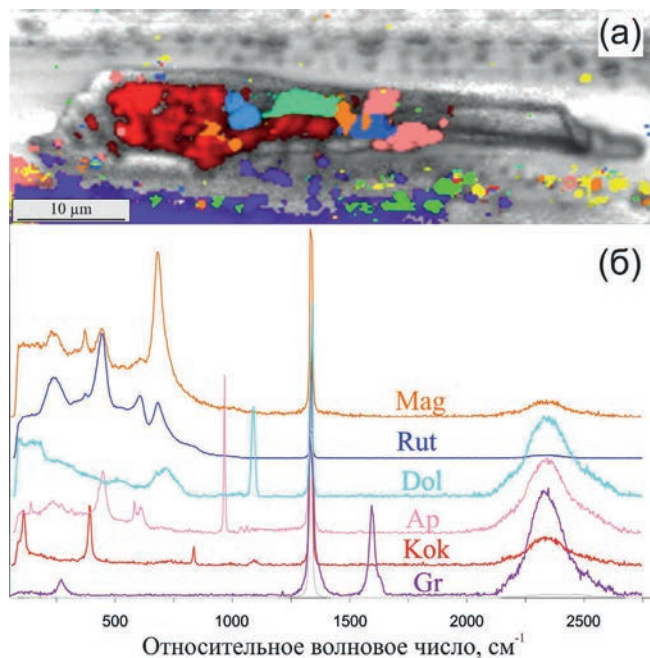 (а)
10 µm
(б)
Mag
Rut
Dol
Ap
Kok
Gr
500 1000 1500 2000 2500
Относительное волновое число, см⁻¹